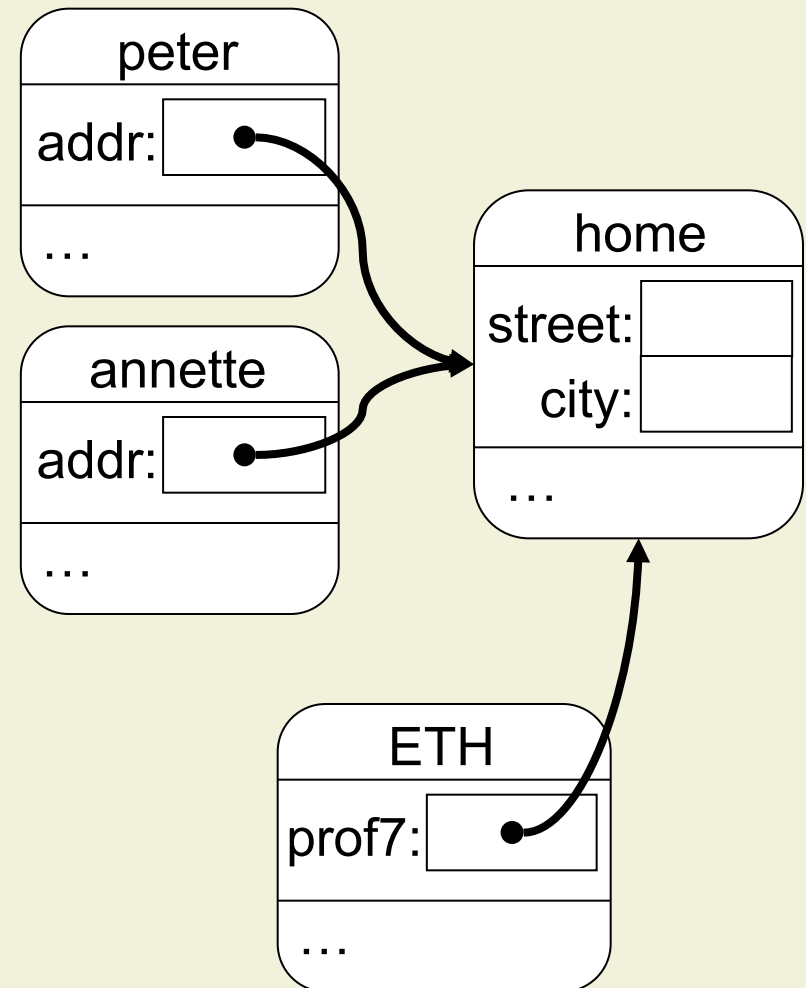 peter
addr:
…
annette
addr:
…
home
street:
city:
…
ETH
prof7:
…